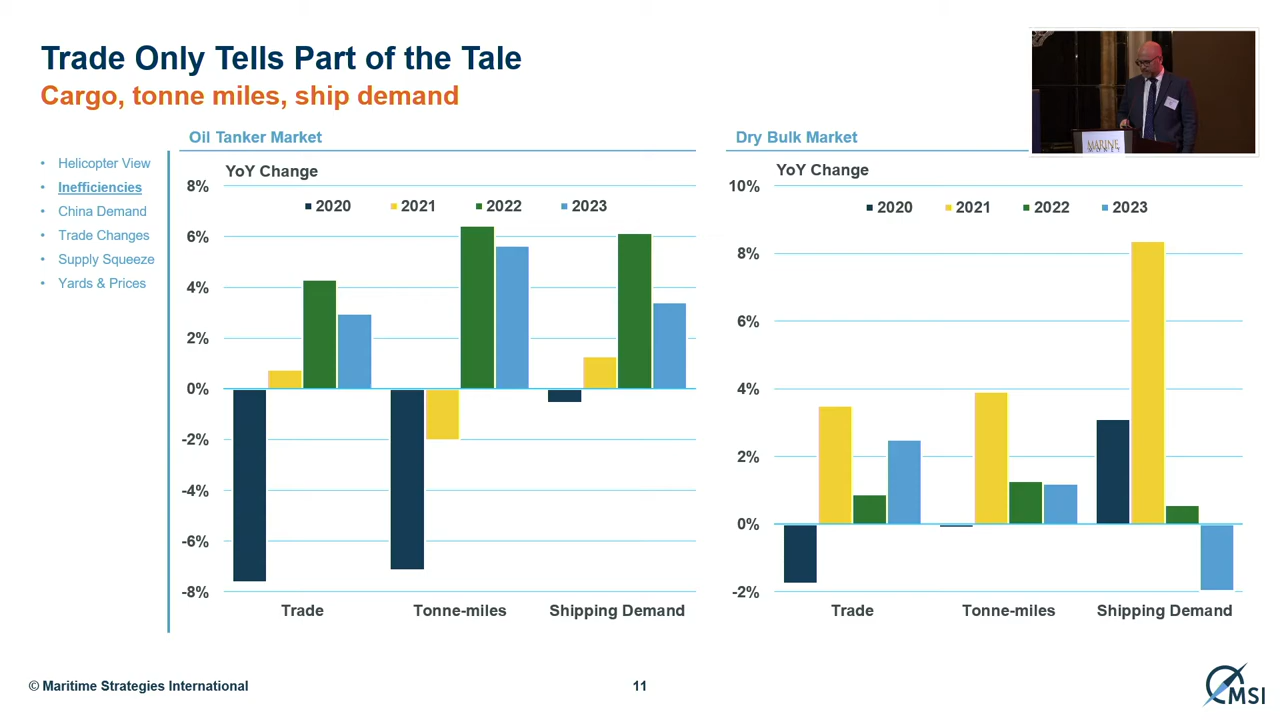 Trade Only Tells Part of the Tale
Cargo, tonne miles, ship demand
• Helicopter View
• Inefficiencies
• China Demand
• Trade Changes
• Supply Squeeze
• Yards & Prices
Oil Tanker Market
YoY Change
2020 2021 2022 2023
8%
6%
4%
2%
0%
-2%
-4%
-6%
-8%
Trade Tonne-miles Shipping Demand
Dry Bulk Market
YoY Change
2020 2021 2022 2023
10%
8%
6%
4%
2%
0%
-2%
Trade Tonne-miles Shipping Demand
MARINE
MONEY
© Maritime Strategies International
11
MSI